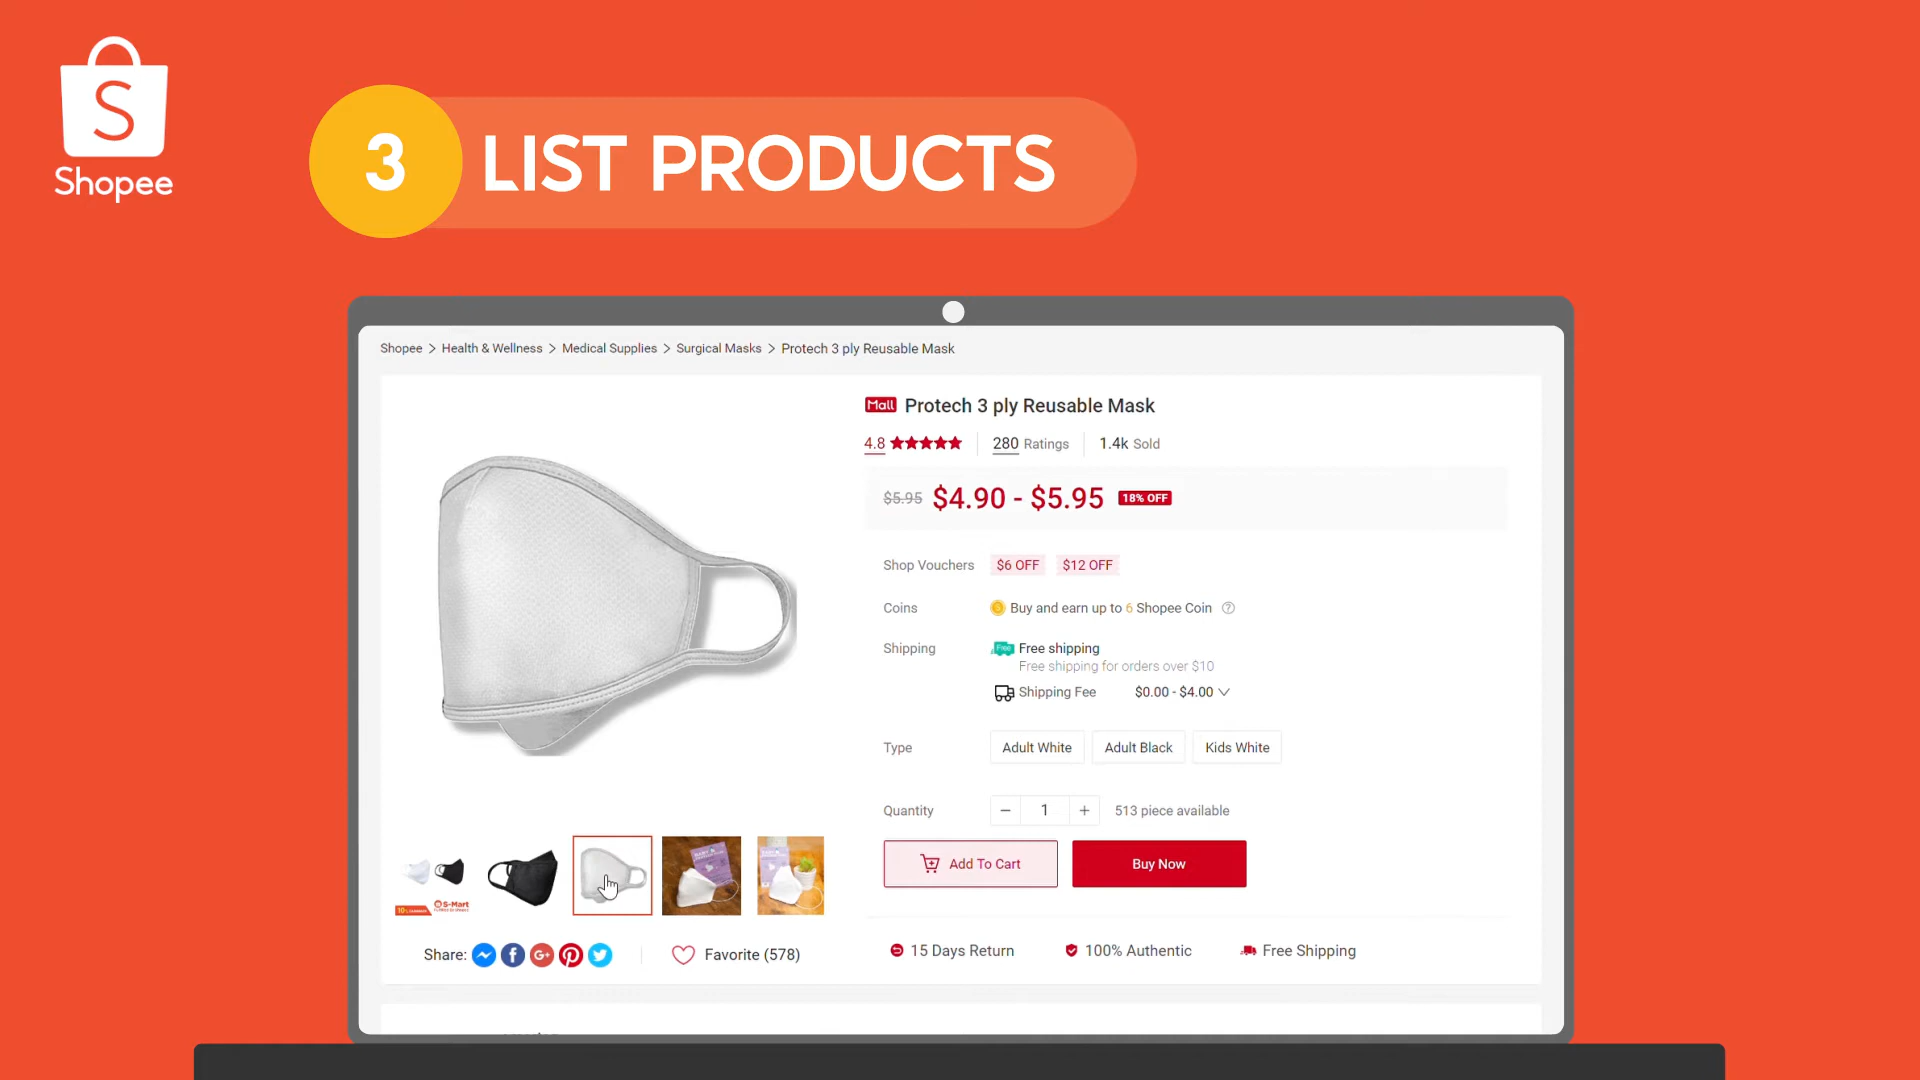 Shopee
3 LIST PRODUCTS
Shopee > Health & Wellness > Medical Supplies > Surgical Masks > Protech 3 ply Reusable Mask
Mall Protech 3 ply Reusable Mask
4.8 280 Ratings 1.4k Sold
$5.95 $4.90 - $5.95 18% OFF
Shop Vouchers $6 OFF $12 OFF
Coins Buy and earn up to 6 Shopee Coin ?
Shipping Free Free shipping
Free shipping for orders over $10
Shipping Fee $0.00 - $4.00
Type Adult White Adult Black Kids White
Quantity − 1 + 513 piece available
Add To Cart Buy Now
S-Mart
Share: Favorite (578)
15 Days Return 100% Authentic Free Shipping